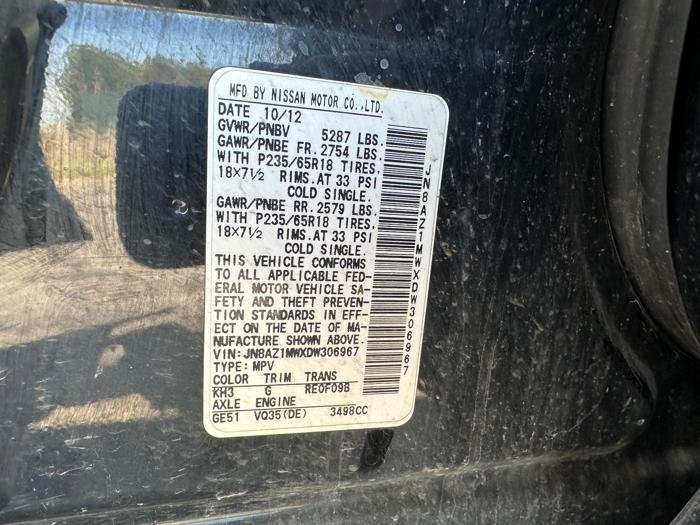 MFD BY NISSAN MOTOR CO.,LTD.
DATE 10/12
GVWR/PNBV 5287 LBS.
GAWR/PNBE FR. 2754 LBS.
WITH P235/65R18 TIRES,
18X7½ RIMS. AT 33 PSI
COLD SINGLE.
GAWR/PNBE RR. 2579 LBS.
WITH P235/65R18 TIRES,
18X7½ RIMS. AT 33 PSI
COLD SINGLE.
THIS VEHICLE CONFORMS
TO ALL APPLICABLE FED-
ERAL MOTOR VEHICLE SA-
FETY AND THEFT PREVEN-
TION STANDARDS IN EFF-
ECT ON THE DATE OF MA-
NUFACTURE SHOWN ABOVE.
VIN: JN8AZ1MWXDW306967
TYPE: MPV
COLOR TRIM TRANS
KH3 G RE0F09B
AXLE ENGINE
GE51 VQ35(DE) 3498CC
JN8AZ1MWXDW306967